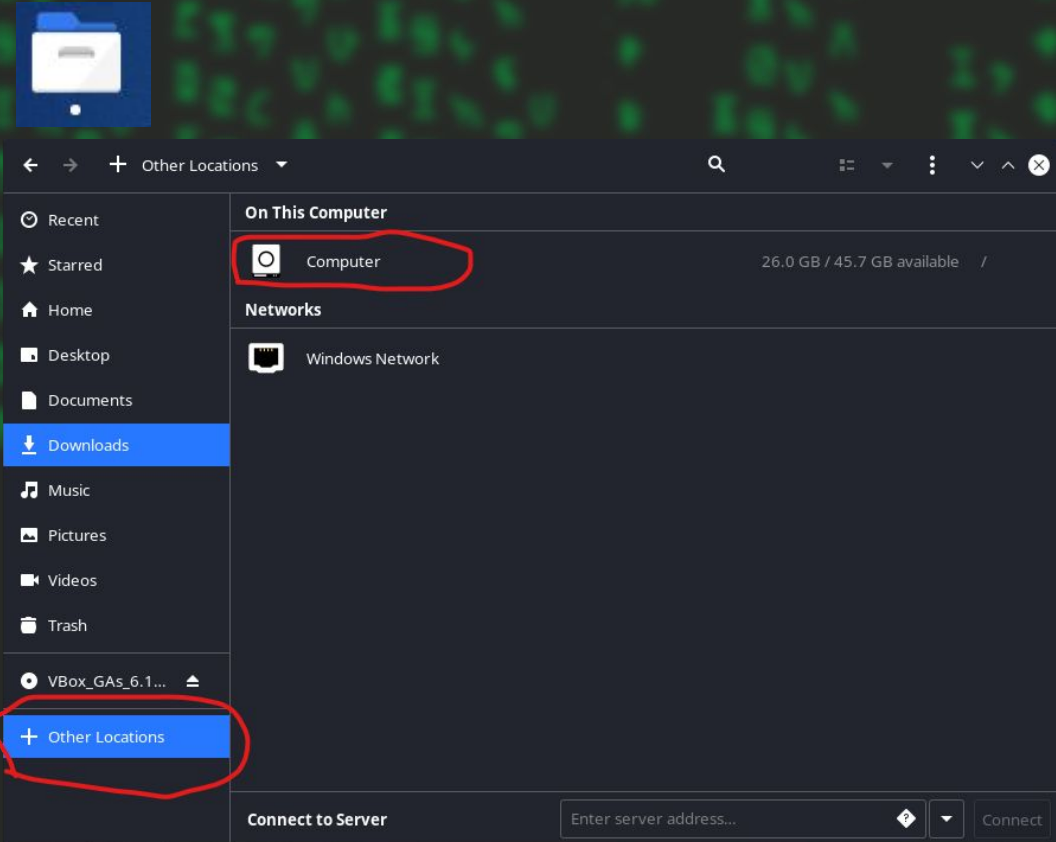 Other Locations
Recent
Starred
Home
Desktop
Documents
Downloads
Music
Pictures
Videos
Trash
VBox_GAs_6.1...
Other Locations
On This Computer
Computer 26.0 GB / 45.7 GB available /
Networks
Windows Network
Connect to Server Enter server address... Connect